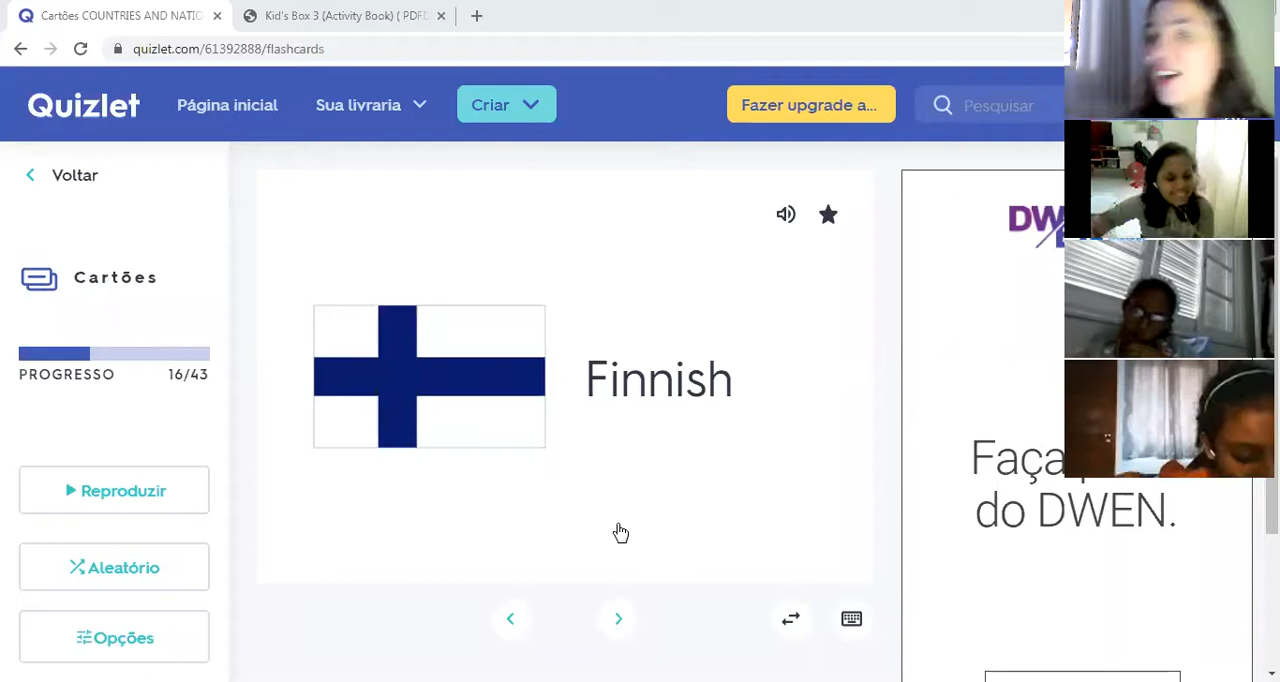 Cartões COUNTRIES AND NATIO
Kid's Box 3 (Activity Book) ( PDFD
quizlet.com/61392888/flashcards
Quizlet
Página inicial
Sua livraria
Criar
Fazer upgrade a...
Pesquisar
Voltar
Cartões
PROGRESSO 16/43
Reproduzir
Aleatório
Opções
Finnish
DW
Faça
do DWEN.